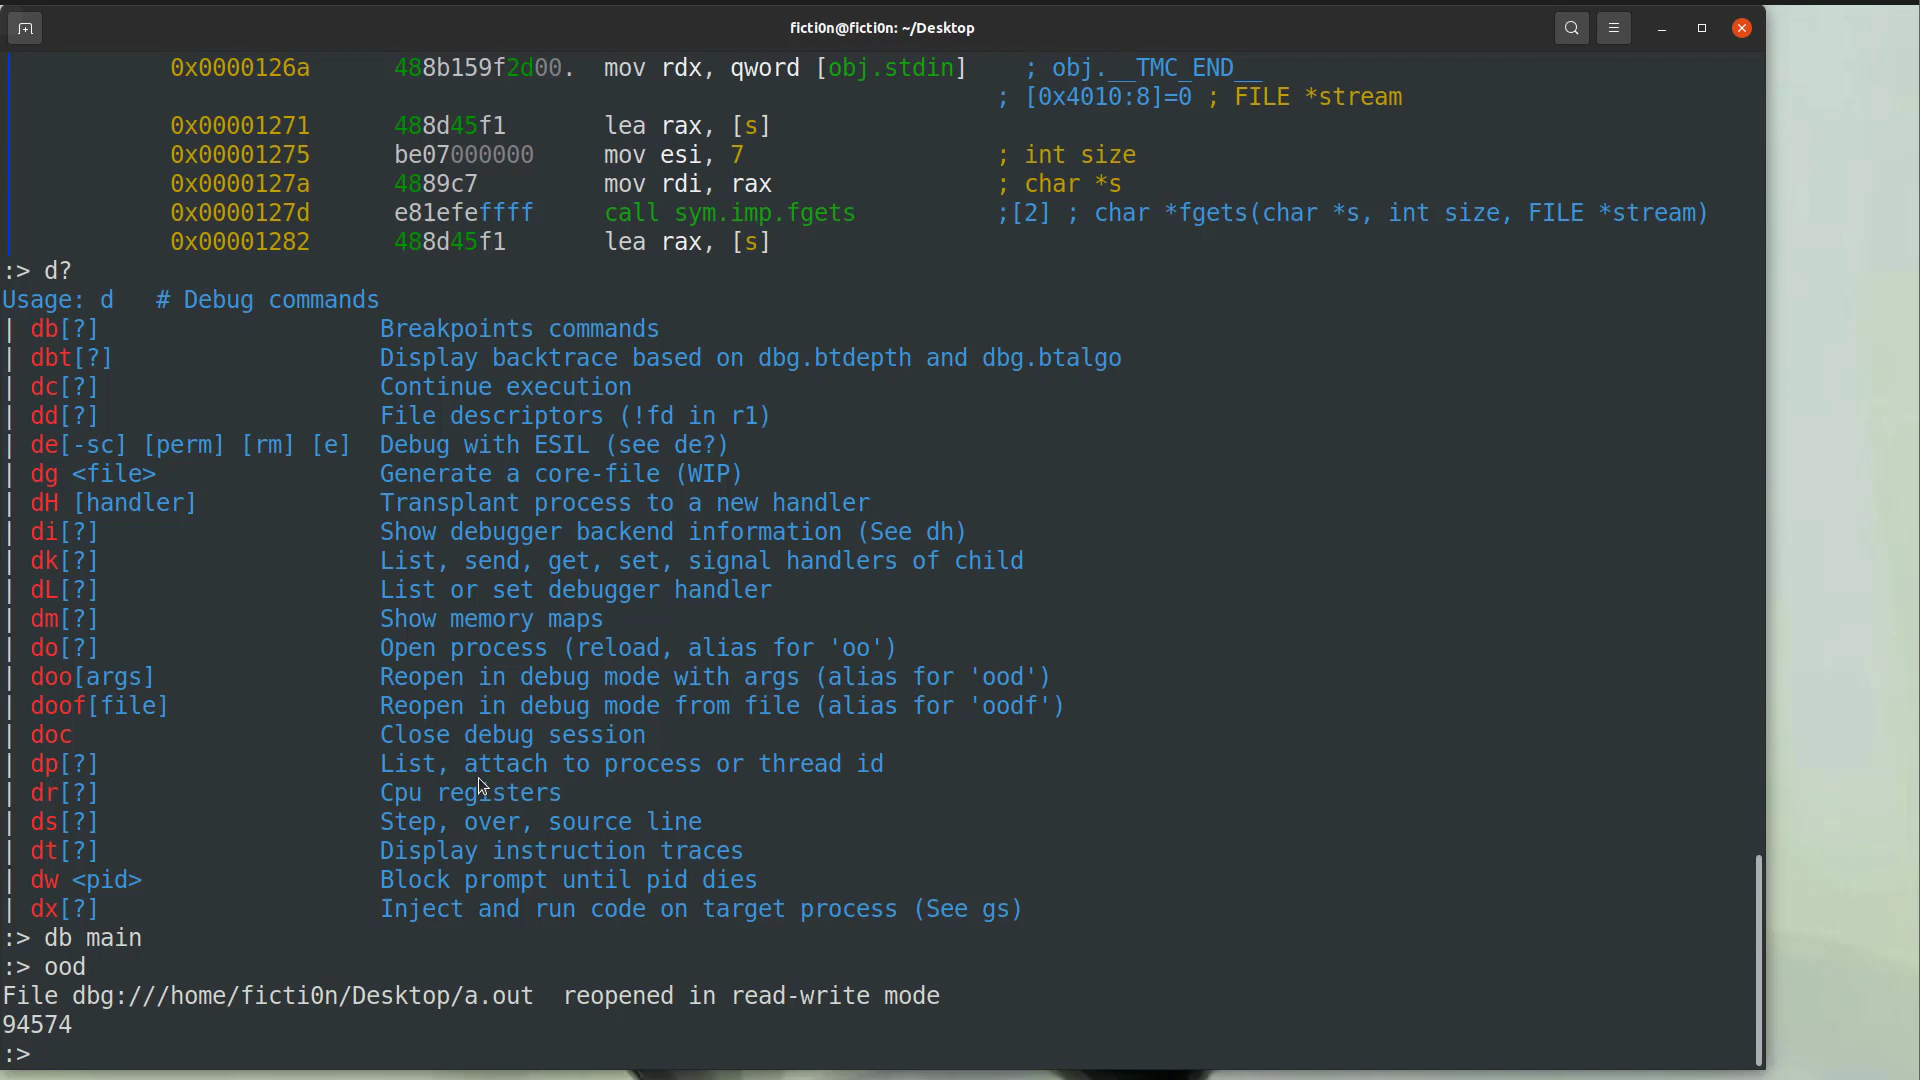 ficti0n@ficti0n: ~/Desktop
0x0000126a 488b159f2d00. mov rdx, qword [obj.stdin] ; obj.__TMC_END__
; [0x4010:8]=0 ; FILE *stream
0x00001271 488d45f1 lea rax, [s]
0x00001275 be07000000 mov esi, 7 ; int size
0x0000127a 4889c7 mov rdi, rax ; char *s
0x0000127d e81efeffff call sym.imp.fgets ;[2] ; char *fgets(char *s, int size, FILE *stream)
0x00001282 488d45f1 lea rax, [s]
:> d?
Usage: d # Debug commands
| db[?] Breakpoints commands
| dbt[?] Display backtrace based on dbg.btdepth and dbg.btalgo
| dc[?] Continue execution
| dd[?] File descriptors (!fd in r1)
| de[-sc] [perm] [rm] [e] Debug with ESIL (see de?)
| dg <file> Generate a core-file (WIP)
| dH [handler] Transplant process to a new handler
| di[?] Show debugger backend information (See dh)
| dk[?] List, send, get, set, signal handlers of child
| dL[?] List or set debugger handler
| dm[?] Show memory maps
| do[?] Open process (reload, alias for 'oo')
| doo[args] Reopen in debug mode with args (alias for 'ood')
| doof[file] Reopen in debug mode from file (alias for 'oodf')
| doc Close debug session
| dp[?] List, attach to process or thread id
| dr[?] Cpu registers
| ds[?] Step, over, source line
| dt[?] Display instruction traces
| dw <pid> Block prompt until pid dies
| dx[?] Inject and run code on target process (See gs)
:> db main
:> ood
File dbg:///home/ficti0n/Desktop/a.out reopened in read-write mode
94574
:>